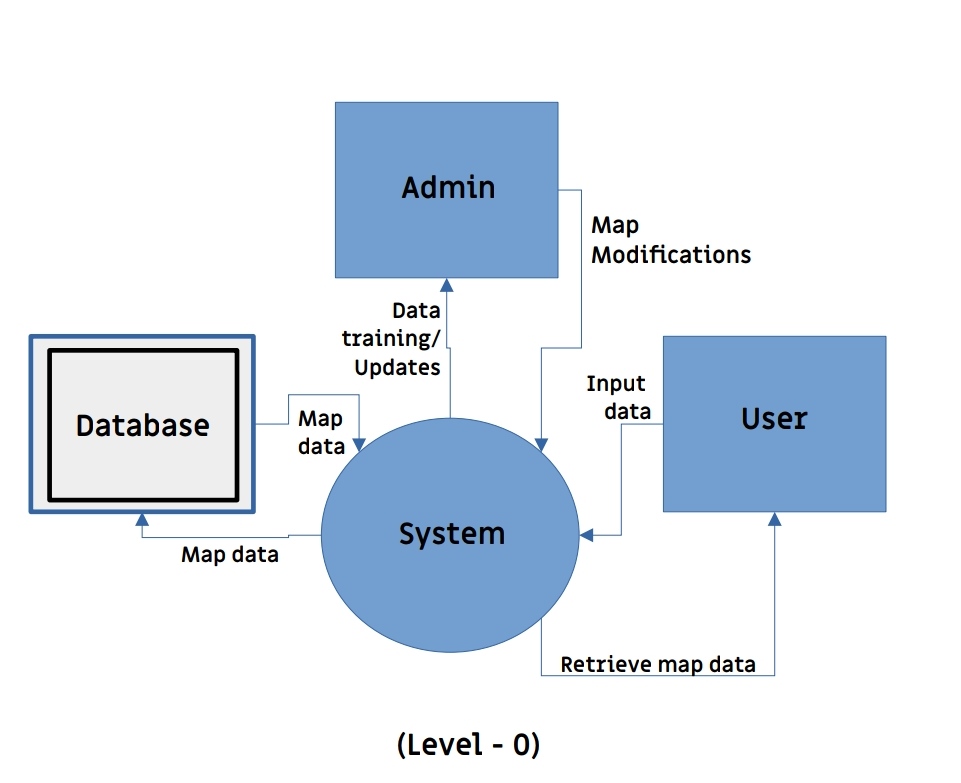 Admin
Map
Modifications
Data
training/
Updates
Input
data
User
Database
Map
data
System
Map data
Retrieve map data
(Level - 0)